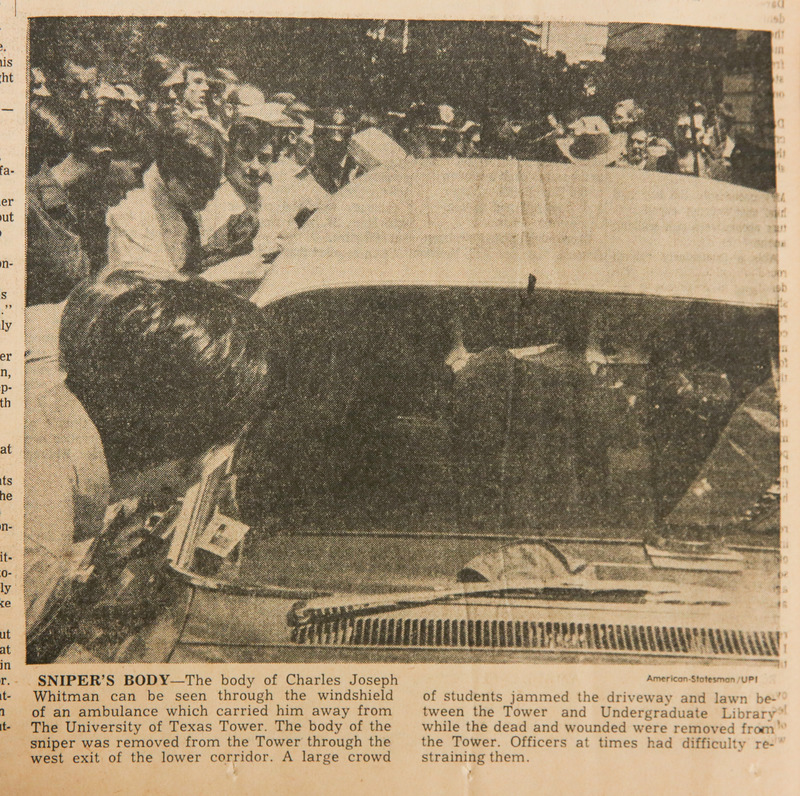 SNIPER'S BODY—The body of Charles Joseph
Whitman can be seen through the windshield
of an ambulance which carried him away from
The University of Texas Tower. The body of the
sniper was removed from the Tower through the
west exit of the lower corridor. A large crowd
American-Statesman/UPI
of students jammed the driveway and lawn be-
tween the Tower and Undergraduate Library
while the dead and wounded were removed from
the Tower. Officers at times had difficulty re-
straining them.